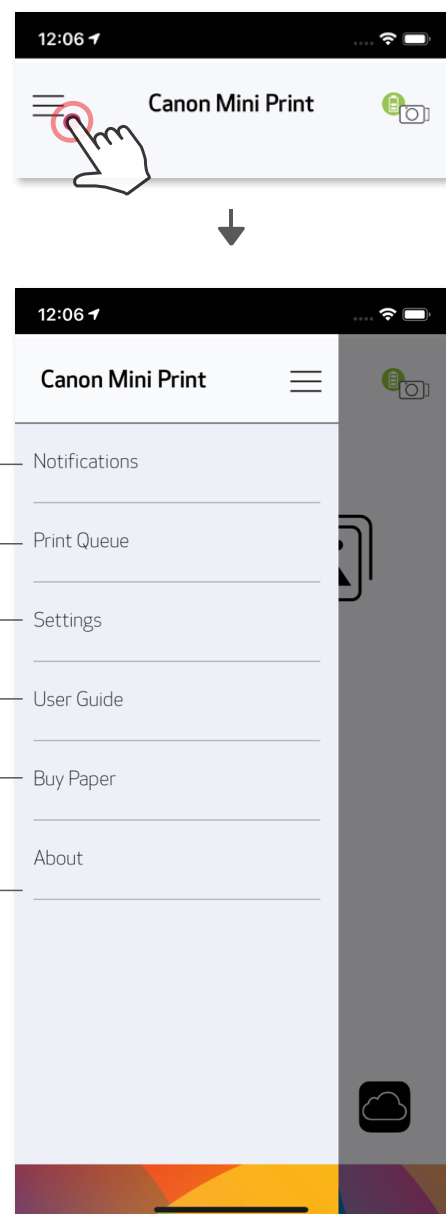 12:06
Canon Mini Print
12:06
Canon Mini Print
Notifications
Print Queue
Settings
User Guide
Buy Paper
About